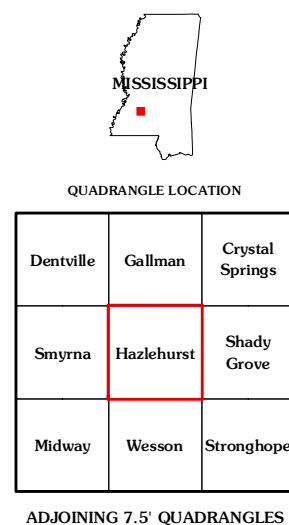 MISSISSIPPI
QUADRANGLE LOCATION
Dentville
Gallman
Crystal
Springs
Smyrna
Hazlehurst
Shady
Grove
Midway
Wesson
Stronghope
ADJOINING 7.5' QUADRANGLES